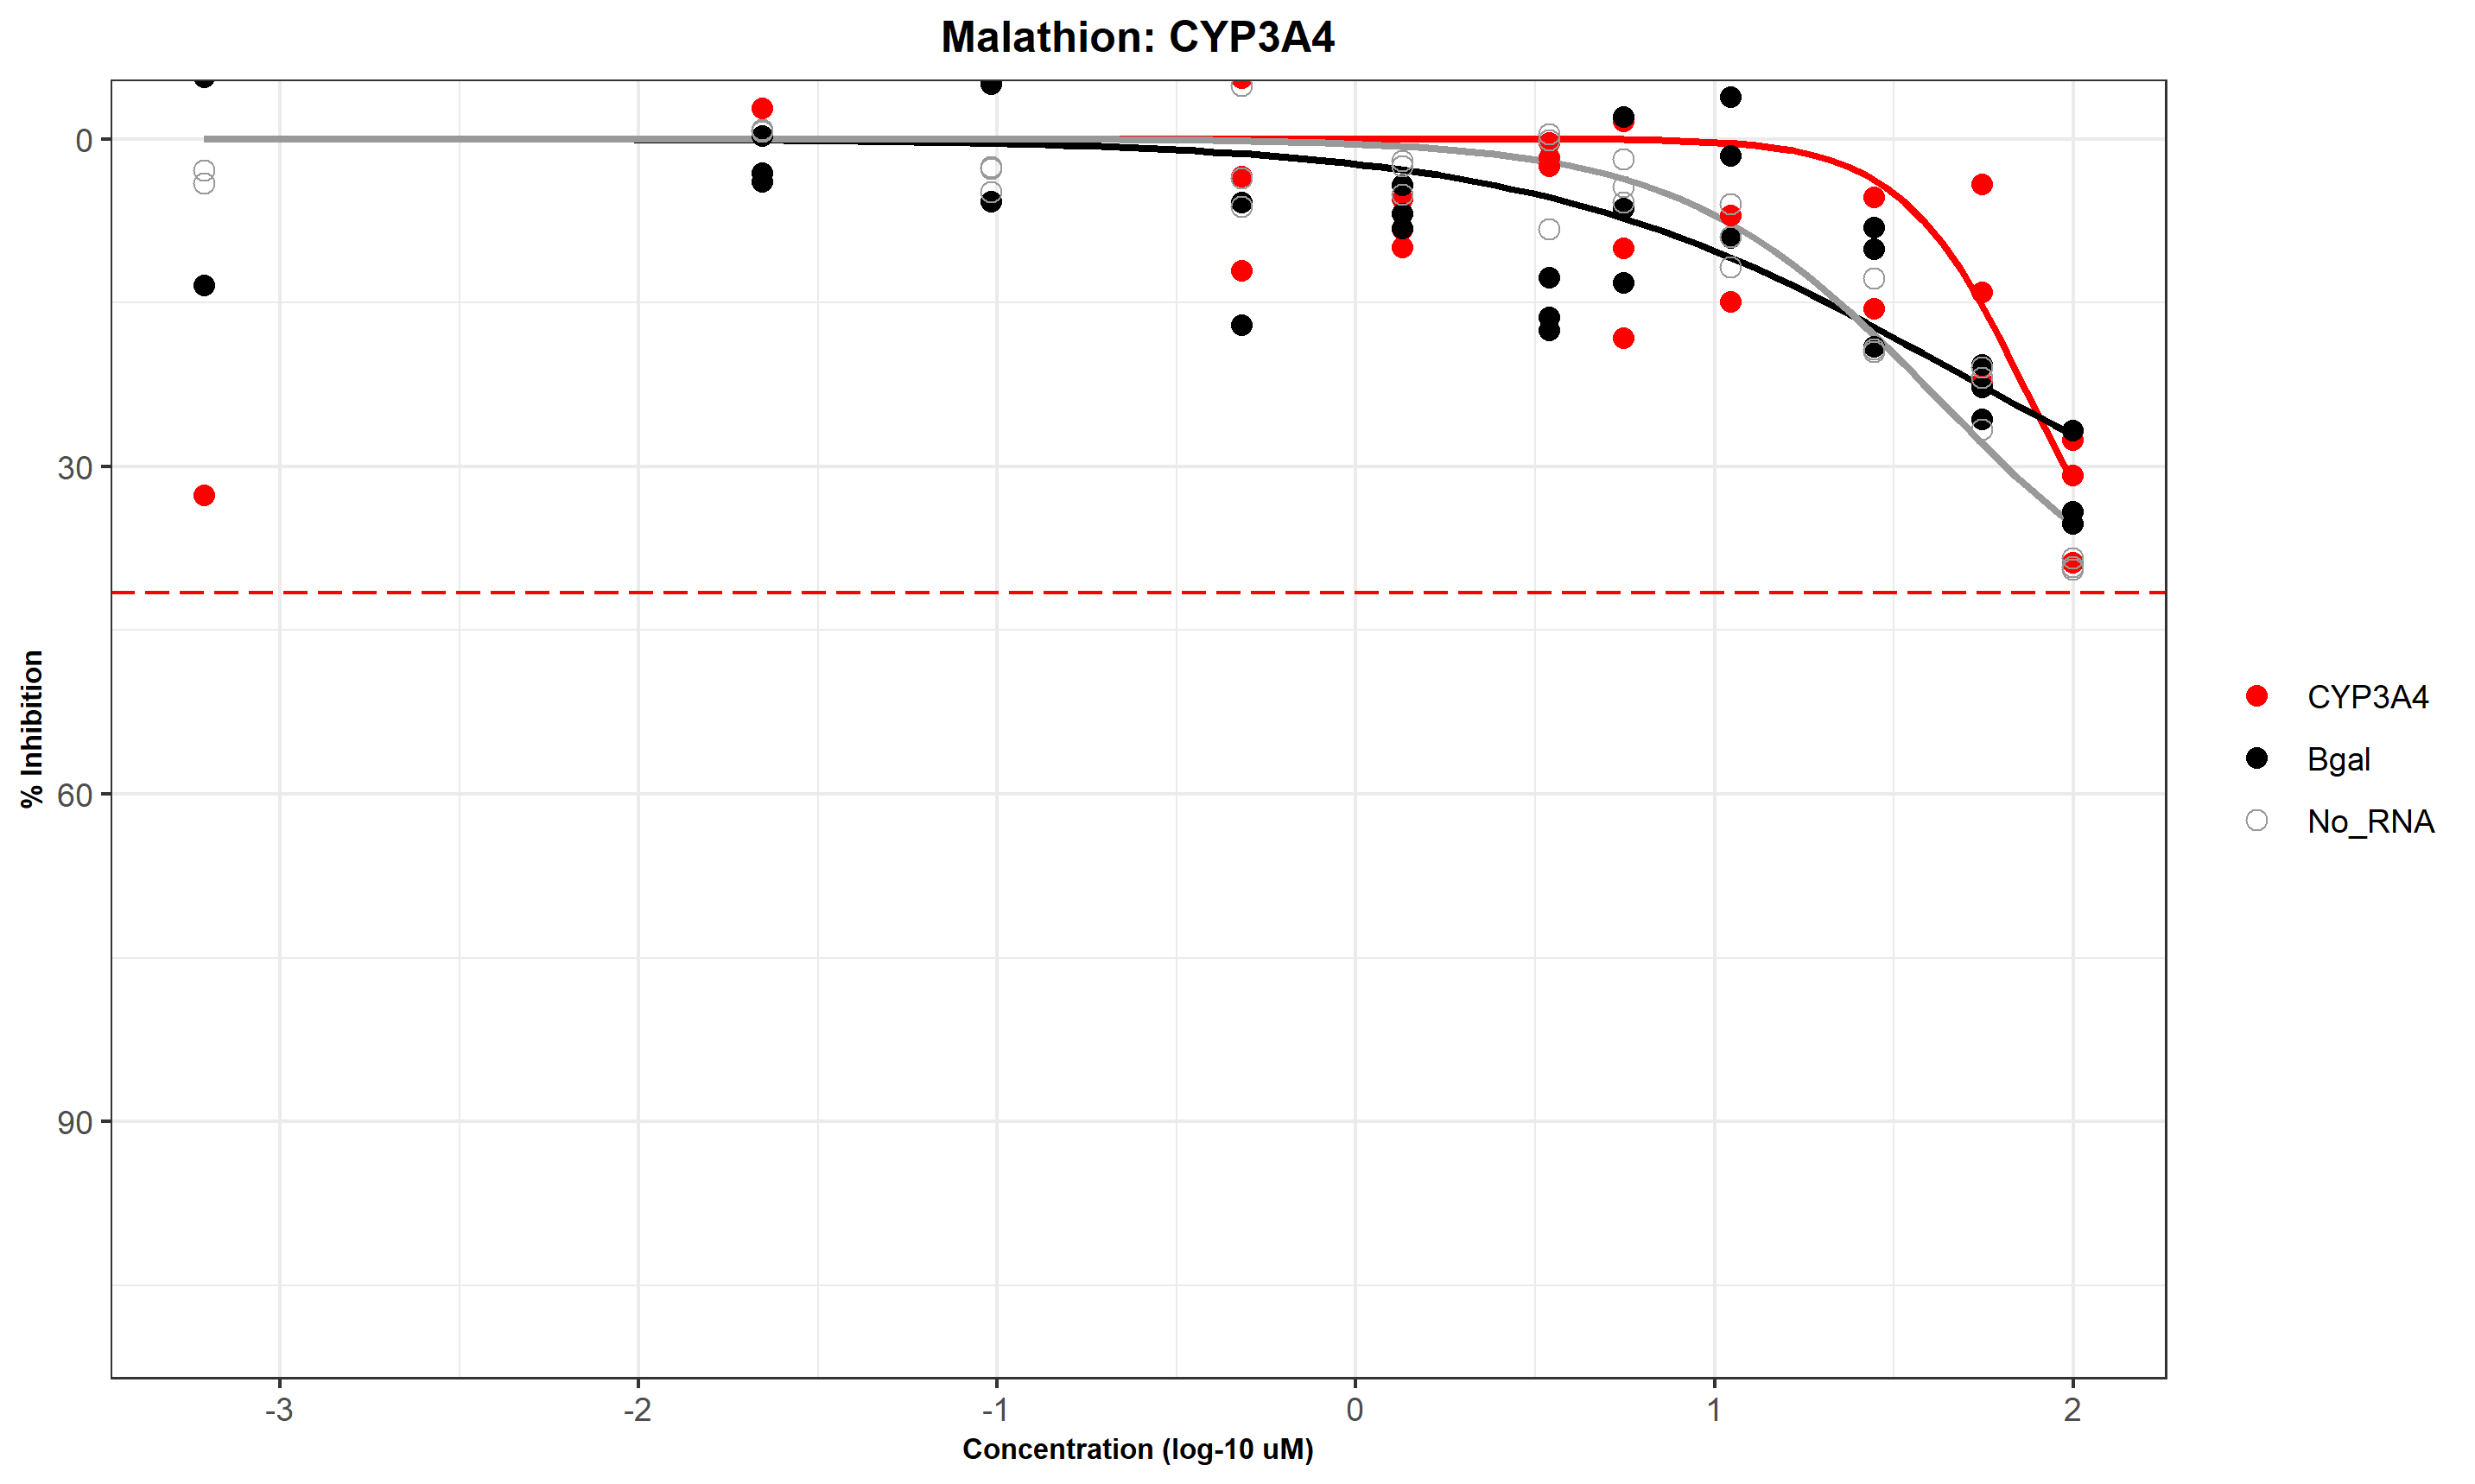 Malathion: CYP3A4
% Inhibition
0
30
60
90
-3
-2
-1
0
1
2
Concentration (log-10 uM)
CYP3A4
Bgal
No_RNA